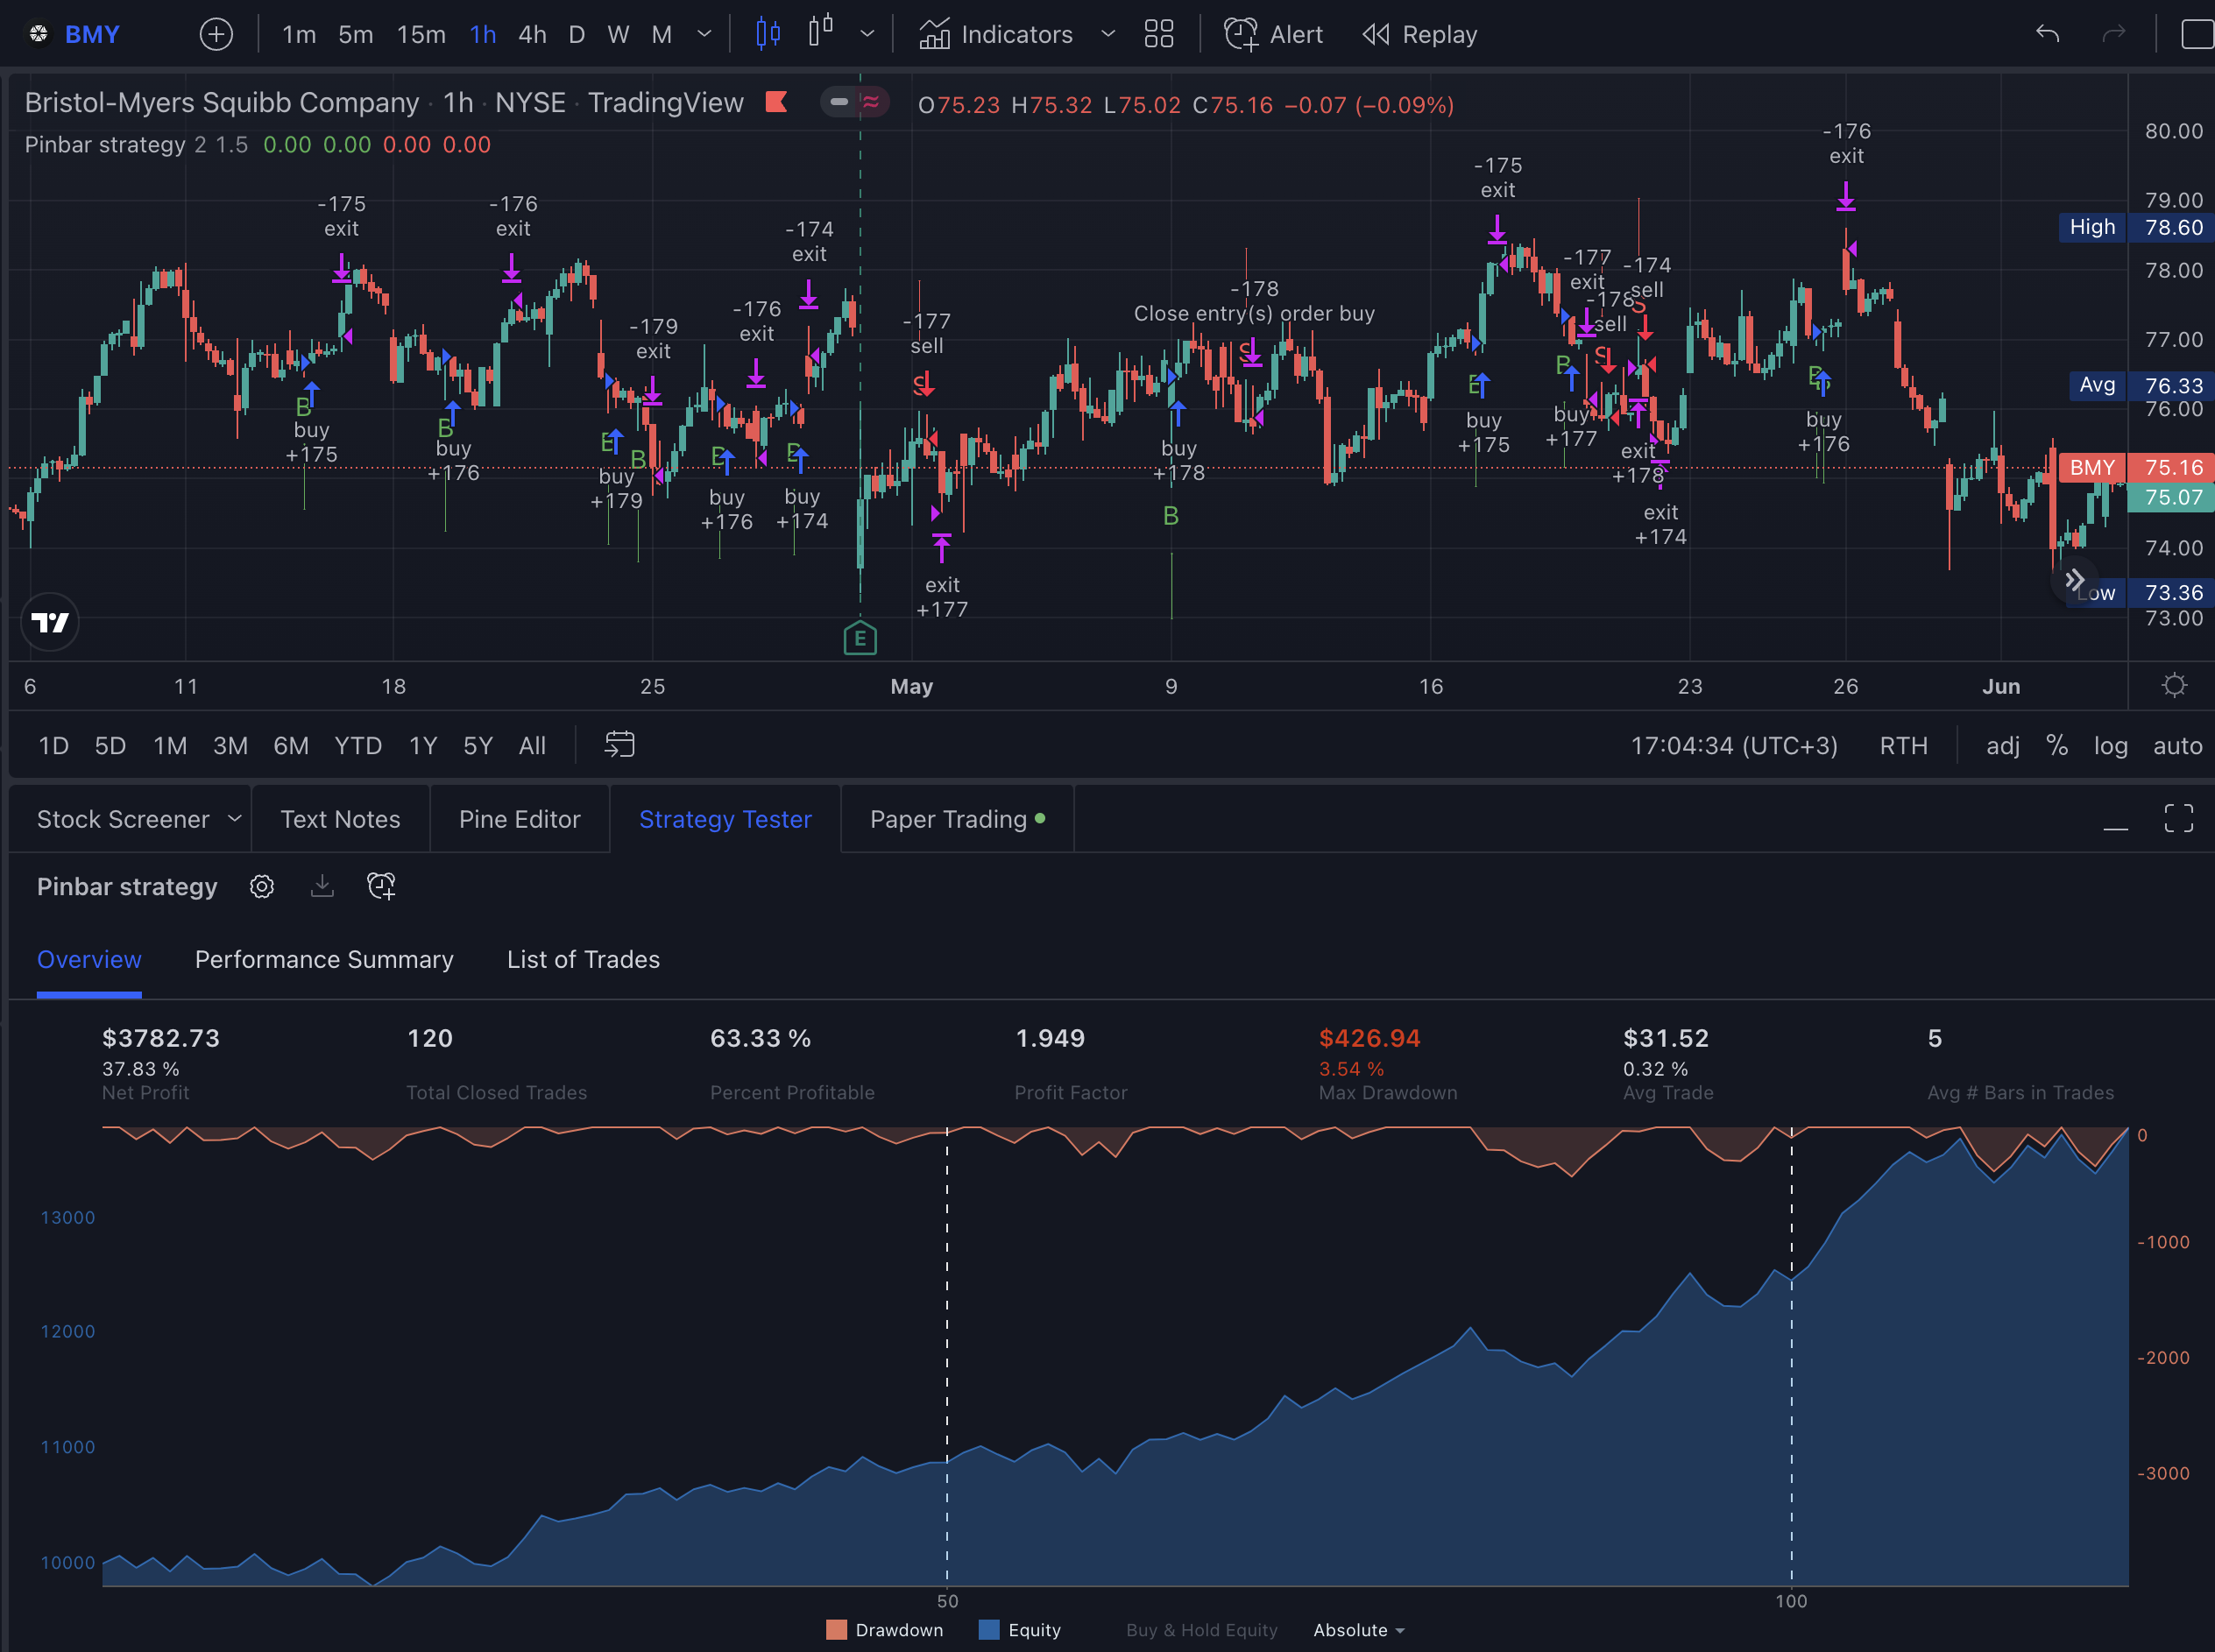 BMY 1m 5m 15m 1h 4h D W M Indicators Alert Replay
Bristol-Myers Squibb Company · 1h · NYSE · TradingView O75.23 H75.32 L75.02 C75.16 −0.07 (−0.09%)
Pinbar strategy 2 1.5 0.00 0.00 0.00 0.00
-175
exit
-176
exit
-179
exit
-176
exit
-174
exit
-177
sell
-178
Close entry(s) order buy
-175
exit
-177
exit
-178
sell
-174
sell
-176
exit
S
S
S
S
B
buy
+175
B
buy
+176
B
buy
+179
B
B
buy
+176
B
buy
+174
exit
+177
buy
+178
B
B
buy
+175
B
buy
+177
exit
+178
exit
+174
B
buy
+176
E
80.00
79.00
High 78.60
78.00
77.00
Avg 76.33
76.00
BMY 75.16
75.07
74.00
Low 73.36
73.00
6 11 18 25 May 9 16 23 26 Jun
1D 5D 1M 3M 6M YTD 1Y 5Y All 17:04:34 (UTC+3) RTH adj % log auto
Stock Screener Text Notes Pine Editor Strategy Tester Paper Trading
Pinbar strategy
Overview Performance Summary List of Trades
$3782.73 120 63.33 % 1.949 $426.94 $31.52 5
37.83 % 3.54 % 0.32 %
Net Profit Total Closed Trades Percent Profitable Profit Factor Max Drawdown Avg Trade Avg # Bars in Trades
0
13000
-1000
12000
-2000
11000
-3000
10000
50 100
Drawdown Equity Buy & Hold Equity Absolute